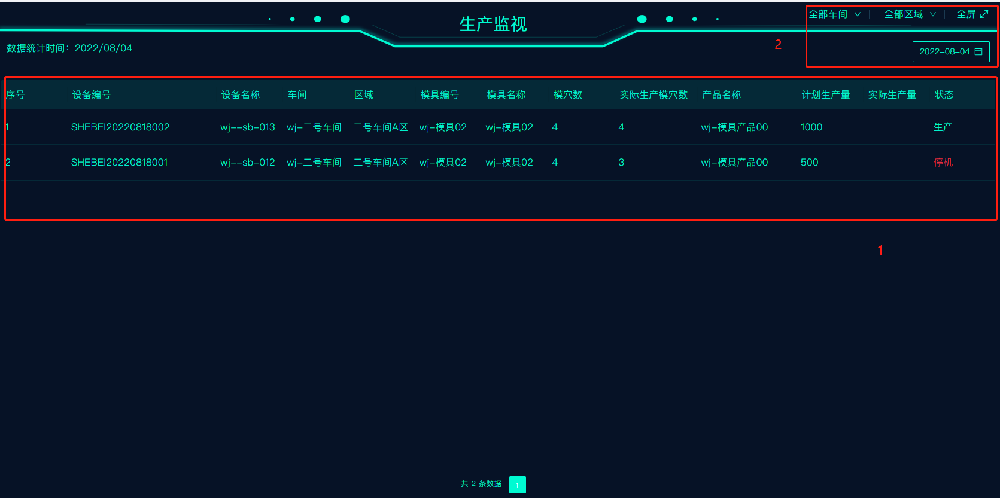 生产监视
全部车间 全部区域 全屏
2
数据统计时间：2022/08/04
2022-08-04
序号 设备编号 设备名称 车间 区域 模具编号 模具名称 模穴数 实际生产模穴数 产品名称 计划生产量 实际生产量 状态
1 SHEBEI20220818002 wj--sb-013 wj-二号车间 二号车间A区 wj-模具02 wj-模具02 4 4 wj-模具产品00 1000 生产
2 SHEBEI20220818001 wj--sb-012 wj-二号车间 二号车间A区 wj-模具02 wj-模具02 4 3 wj-模具产品00 500 停机
1
共 2 条数据 1